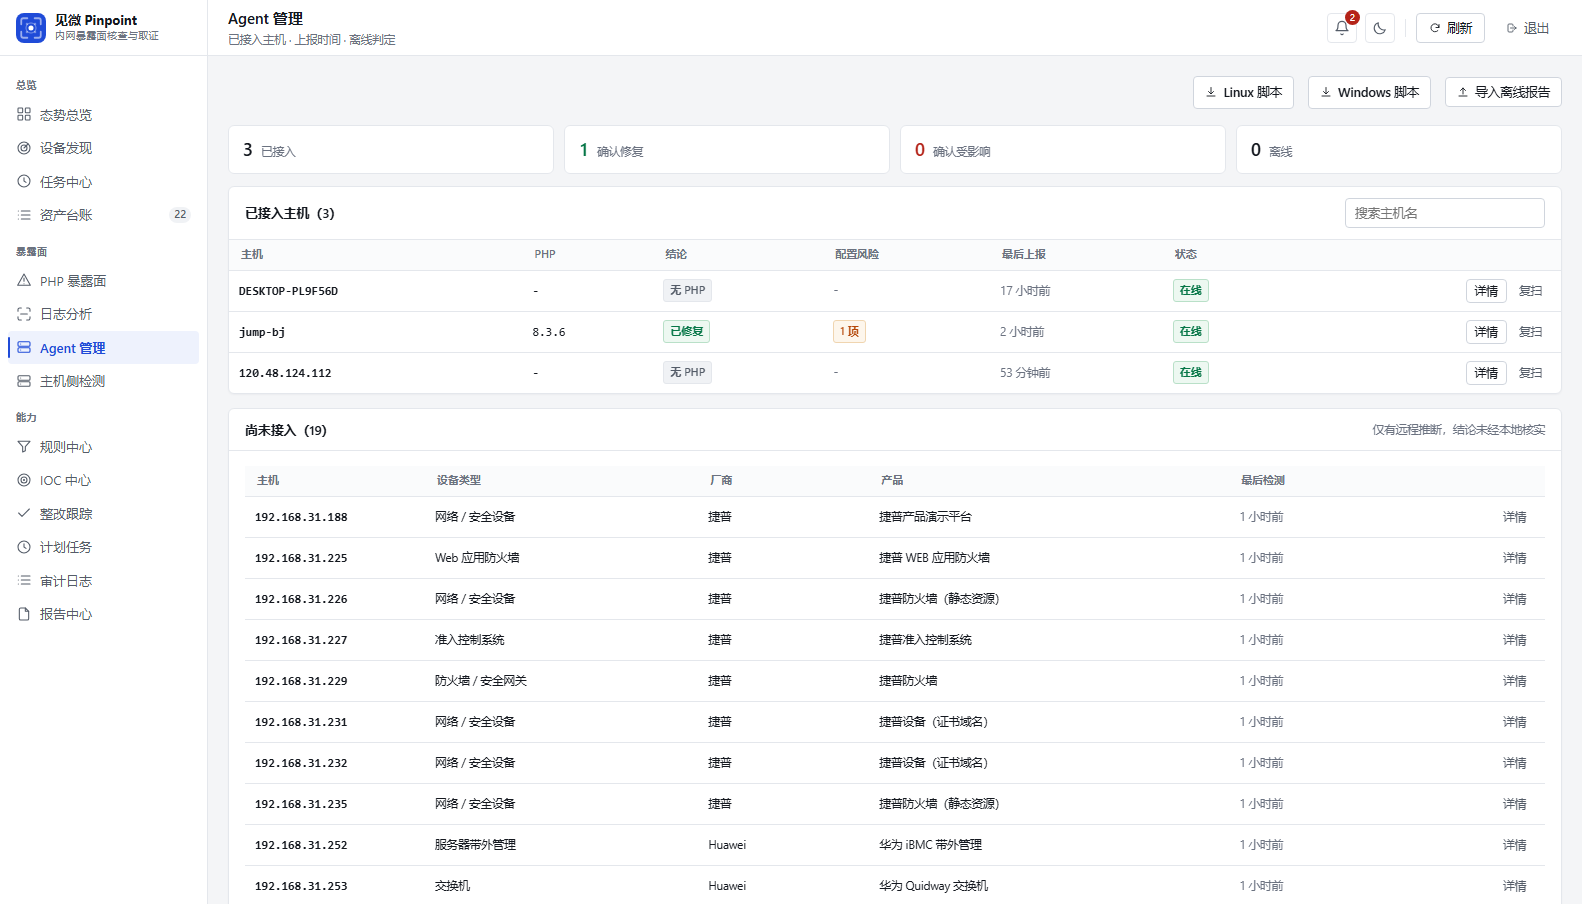 见微 Pinpoint
内网暴露面核查与取证
Agent 管理
已接入主机 · 上报时间 · 离线判定
2
刷新
退出
总览
态势总览
设备发现
任务中心
资产台账 22
暴露面
PHP 暴露面
日志分析
Agent 管理
主机侧检测
能力
规则中心
IOC 中心
整改跟踪
计划任务
审计日志
报告中心
Linux 脚本
Windows 脚本
导入离线报告
3 已接入
1 确认修复
0 确认受影响
0 离线
已接入主机（3）
搜索主机名
主机 PHP 结论 配置风险 最后上报 状态
DESKTOP-PL9F56D - 无 PHP - 17 小时前 在线 详情 复扫
jump-bj 8.3.6 已修复 1 项 2 小时前 在线 详情 复扫
120.48.124.112 - 无 PHP - 53 分钟前 在线 详情 复扫
尚未接入（19）
仅有远程推断，结论未经本地核实
主机 设备类型 厂商 产品 最后检测
192.168.31.188 网络 / 安全设备 捷普 捷普产品演示平台 1 小时前 详情
192.168.31.225 Web 应用防火墙 捷普 捷普 WEB 应用防火墙 1 小时前 详情
192.168.31.226 网络 / 安全设备 捷普 捷普防火墙（静态资源） 1 小时前 详情
192.168.31.227 准入控制系统 捷普 捷普准入控制系统 1 小时前 详情
192.168.31.229 防火墙 / 安全网关 捷普 捷普防火墙 1 小时前 详情
192.168.31.231 网络 / 安全设备 捷普 捷普设备（证书域名） 1 小时前 详情
192.168.31.232 网络 / 安全设备 捷普 捷普设备（证书域名） 1 小时前 详情
192.168.31.235 网络 / 安全设备 捷普 捷普防火墙（静态资源） 1 小时前 详情
192.168.31.252 服务器带外管理 Huawei 华为 iBMC 带外管理 1 小时前 详情
192.168.31.253 交换机 Huawei 华为 Quidway 交换机 1 小时前 详情